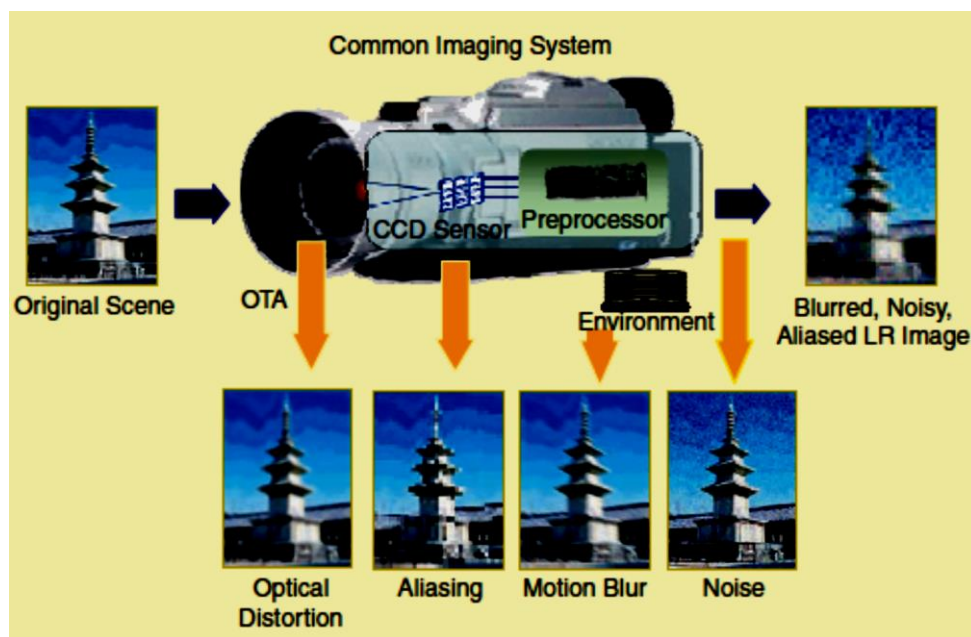 Common Imaging System
CCD Sensor
Preprocessor
Original Scene
OTA
Environment
Blurred, Noisy,
Aliased LR Image
Optical
Distortion
Aliasing
Motion Blur
Noise